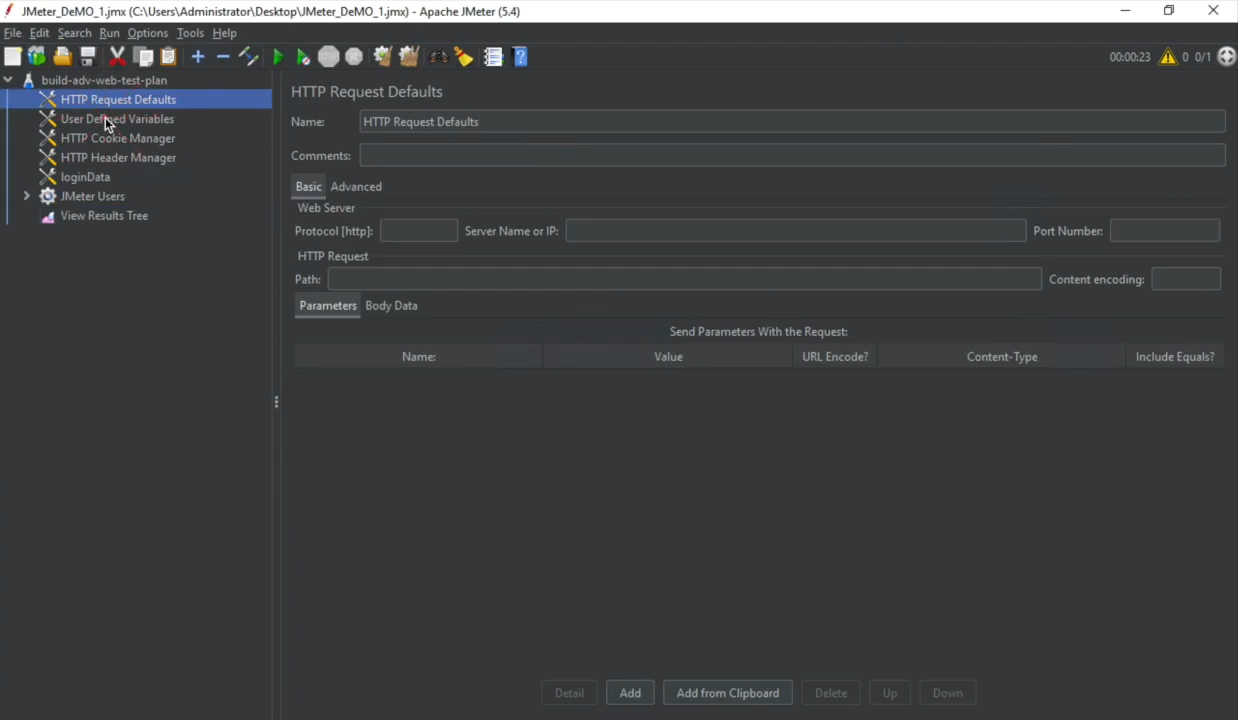 JMeter_DeMO_1.jmx (C:\Users\Administrator\Desktop\JMeter_DeMO_1.jmx) - Apache JMeter (5.4)
File Edit Search Run Options Tools Help
00:00:23 0 0/1
build-adv-web-test-plan
HTTP Request Defaults
User Defined Variables
HTTP Cookie Manager
HTTP Header Manager
loginData
JMeter Users
View Results Tree
HTTP Request Defaults
Name: HTTP Request Defaults
Comments:
Basic Advanced
Web Server
Protocol [http]: Server Name or IP: Port Number:
HTTP Request
Path: Content encoding:
Parameters Body Data
Send Parameters With the Request:
Name: Value URL Encode? Content-Type Include Equals?
Detail Add Add from Clipboard Delete Up Down